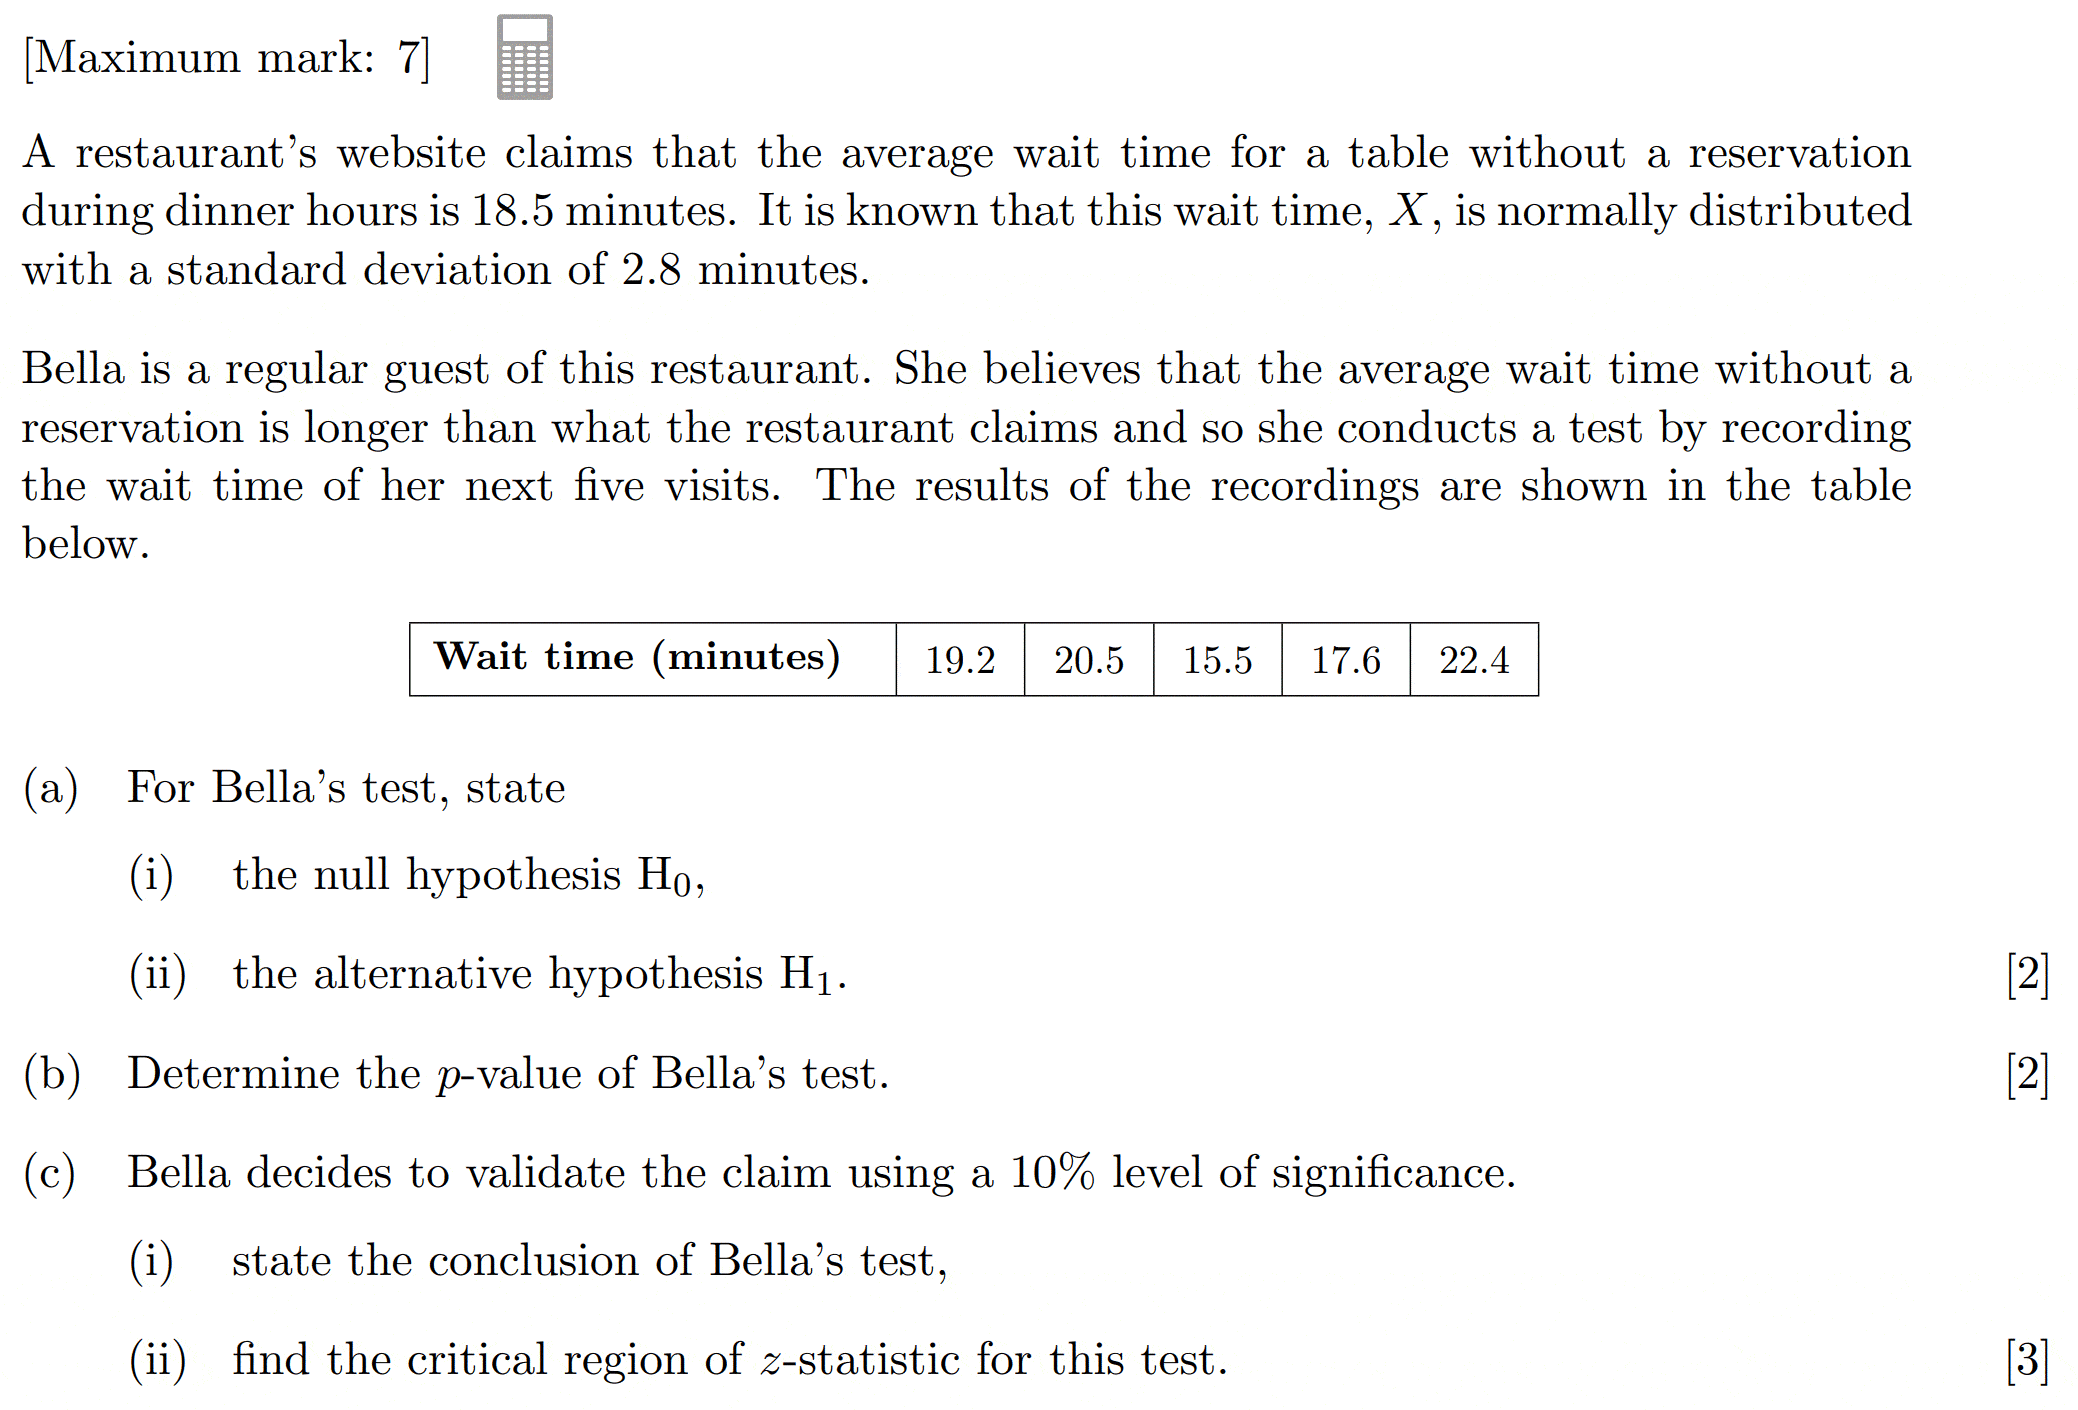 [Maximum mark: 7]
A restaurant's website claims that the average wait time for a table without a reservation
during dinner hours is 18.5 minutes. It is known that this wait time, X, is normally distributed
with a standard deviation of 2.8 minutes.
Bella is a regular guest of this restaurant. She believes that the average wait time without a
reservation is longer than what the restaurant claims and so she conducts a test by recording
the wait time of her next five visits. The results of the recordings are shown in the table
below.
Wait time (minutes) 19.2 20.5 15.5 17.6 22.4
(a) For Bella's test, state
(i) the null hypothesis H₀,
(ii) the alternative hypothesis H₁. [2]
(b) Determine the p-value of Bella's test. [2]
(c) Bella decides to validate the claim using a 10% level of significance.
(i) state the conclusion of Bella's test,
(ii) find the critical region of z-statistic for this test. [3]